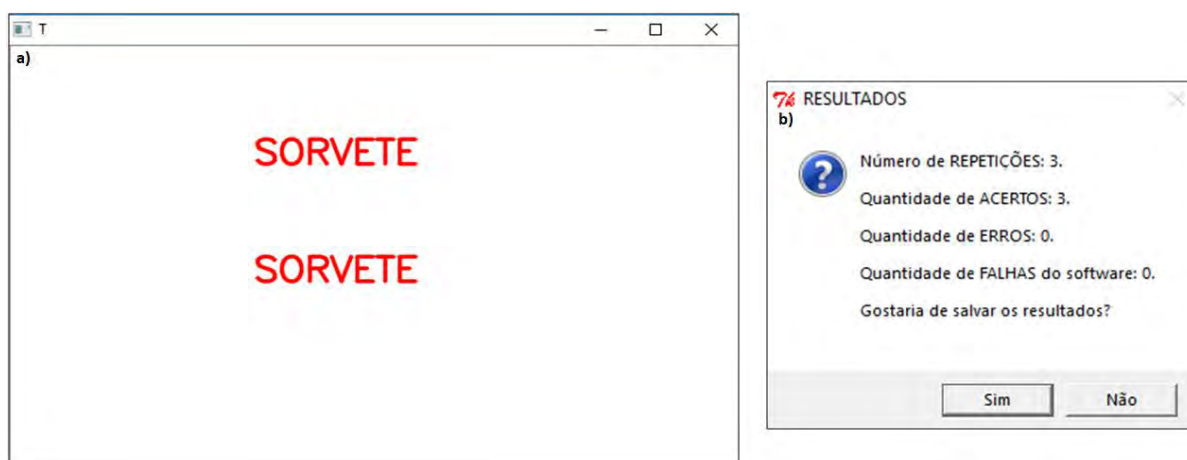 T
a)
SORVETE
SORVETE
RESULTADOS
b)
Número de REPETIÇÕES: 3.
Quantidade de ACERTOS: 3.
Quantidade de ERROS: 0.
Quantidade de FALHAS do software: 0.
Gostaria de salvar os resultados?
Sim Não